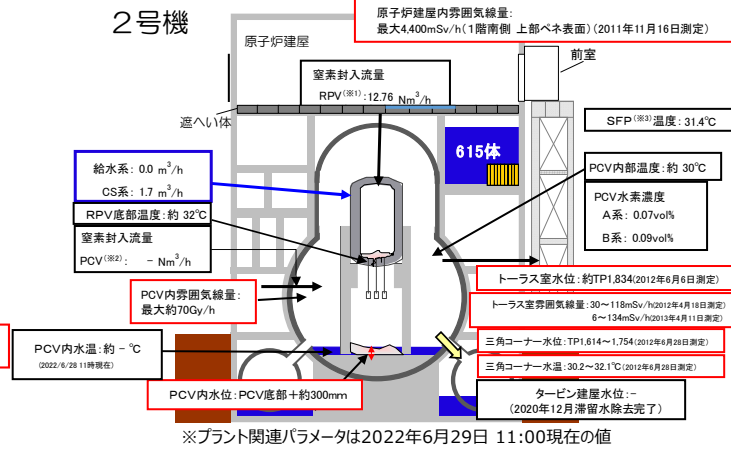 2号機
原子炉建屋内雰囲気線量:
最大4,400mSv/h(1階南側 上部ペネ表面)(2011年11月16日測定)
原子炉建屋
前室
窒素封入流量
RPV(※1):12.76 Nm3/h
遮へい体
SFP(※3)温度:31.4℃
615体
給水系:0.0 m3/h
CS系:1.7 m3/h
PCV内部温度:約 30℃
PCV水素濃度
A系:0.07vol%
B系:0.09vol%
RPV底部温度:約 32℃
窒素封入流量
PCV(※2): - Nm3/h
トーラス室水位:約TP1,834(2012年6月6日測定)
PCV内雰囲気線量:
最大約70Gy/h
トーラス室雰囲気線量:30~118mSv/h(2012年4月18日測定)
6~134mSv/h(2013年4月11日測定)
PCV内水温:約 - ℃
(2022/6/28 11時現在)
三角コーナー水位:TP1,614~1,754(2012年6月28日測定)
三角コーナー水温:30.2~32.1℃(2012年6月28日測定)
PCV内水位:PCV底部+約300mm
タービン建屋水位:-
(2020年12月滞留水除去完了)
※プラント関連パラメータは2022年6月29日 11:00現在の値